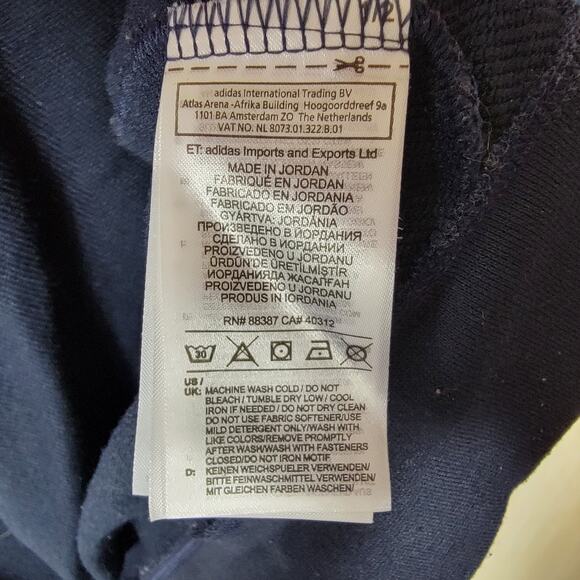 1/2
adidas International Trading BV
Atlas Arena -Afrika Building Hoogoorddreef 9a
1101 BA Amsterdam ZO The Netherlands
VAT NO. NL 8073.01.322.B.01
ET: adidas Imports and Exports Ltd
MADE IN JORDAN
FABRIQUÉ EN JORDAN
FABRICADO EN JORDANIA
FABRICADO EM JORDÃO
GYÁRTVA: JORDÁNIA
ПРОИЗВЕДЕНО В ЙОРДАНИЯ
СДЕЛАНО В ИОРДАНИИ
PROIZVEDENO U JORDANU
ÜRDÜN'DE ÜRETİLMİŞTİR
ИОРДАНИЯДА ЖАСАЛҒАН
PROIZVEDENO U JORDANU
PRODUS IN IORDANIA
RN# 88387 CA# 40312
30
US /
UK: MACHINE WASH COLD / DO NOT
BLEACH / TUMBLE DRY LOW / COOL
IRON IF NEEDED / DO NOT DRY CLEAN
DO NOT USE FABRIC SOFTENER/USE
MILD DETERGENT ONLY/WASH WITH
LIKE COLORS/REMOVE PROMPTLY
AFTER WASH/WASH WITH FASTENERS
CLOSED/DO NOT IRON MOTIF.
D: KEINEN WEICHSPUELER VERWENDEN/
BITTE FEINWASCHMITTEL VERWENDEN/
MIT GLEICHEN FARBEN WASCHEN/